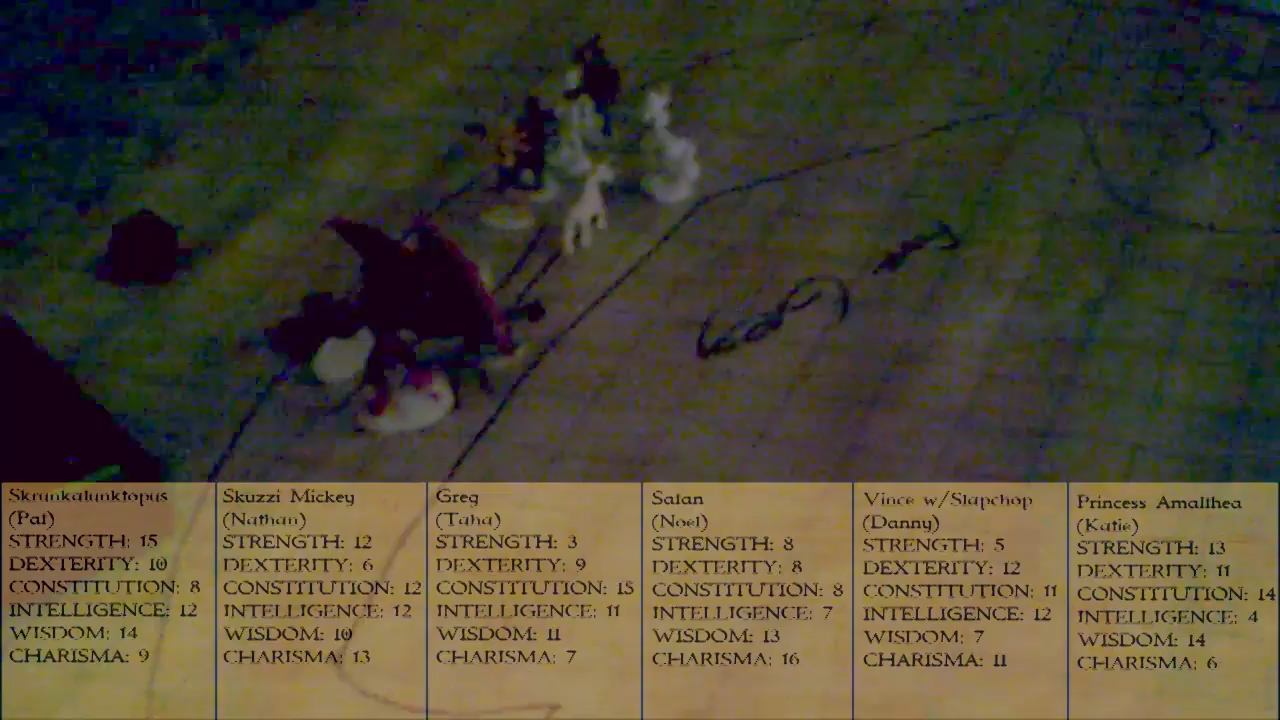 Skrunkalunktopus
(Pat)
STRENGTH: 15
DEXTERITY: 10
CONSTITUTION: 8
INTELLIGENCE: 12
WISDOM: 14
CHARISMA: 9
Skuzzi Mickey
(Nathan)
STRENGTH: 12
DEXTERITY: 6
CONSTITUTION: 12
INTELLIGENCE: 12
WISDOM: 10
CHARISMA: 13
Greg
(Taha)
STRENGTH: 3
DEXTERITY: 9
CONSTITUTION: 15
INTELLIGENCE: 11
WISDOM: 11
CHARISMA: 7
Satan
(Noel)
STRENGTH: 8
DEXTERITY: 8
CONSTITUTION: 8
INTELLIGENCE: 7
WISDOM: 13
CHARISMA: 16
Vince w/Slapchop
(Danny)
STRENGTH: 5
DEXTERITY: 12
CONSTITUTION: 11
INTELLIGENCE: 12
WISDOM: 7
CHARISMA: 11
Princess Amalthea
(Katie)
STRENGTH: 13
DEXTERITY: 11
CONSTITUTION: 14
INTELLIGENCE: 4
WISDOM: 14
CHARISMA: 6